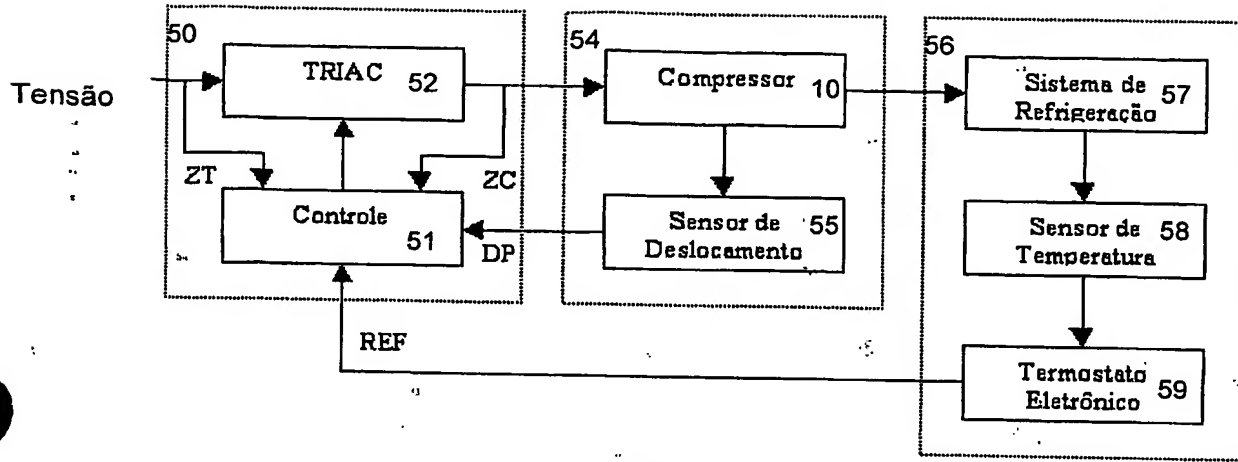 50
TRIAC
52
Tensão
ZT
ZC
Controle
51
DP
REF
54
Compressor
10
Sensor de
Deslocamento
55
56
Sistema de
Refrigeração
57
Sensor de
Temperatura
58
Termostato
Eletrônico
59